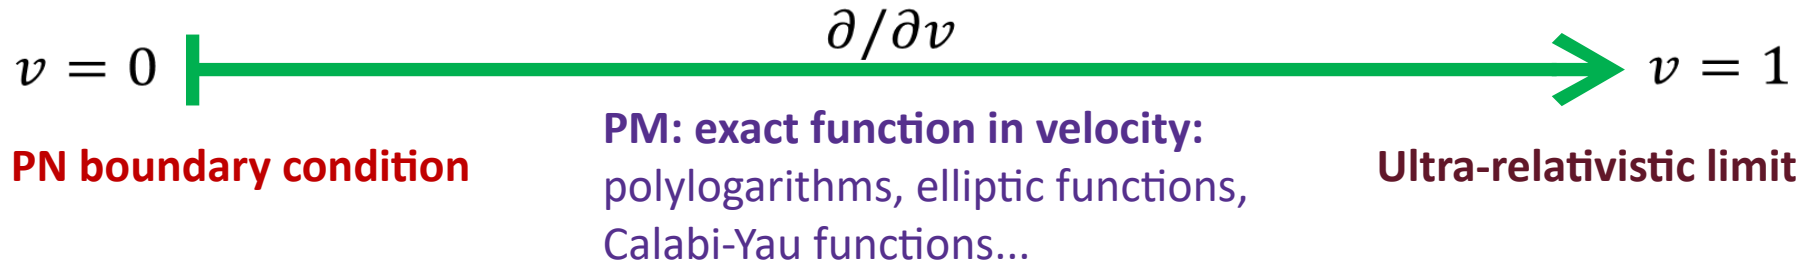 ∂/∂v
v = 0
v = 1
PN boundary condition
PM: exact function in velocity:
polylogarithms, elliptic functions,
Calabi-Yau functions...
Ultra-relativistic limit